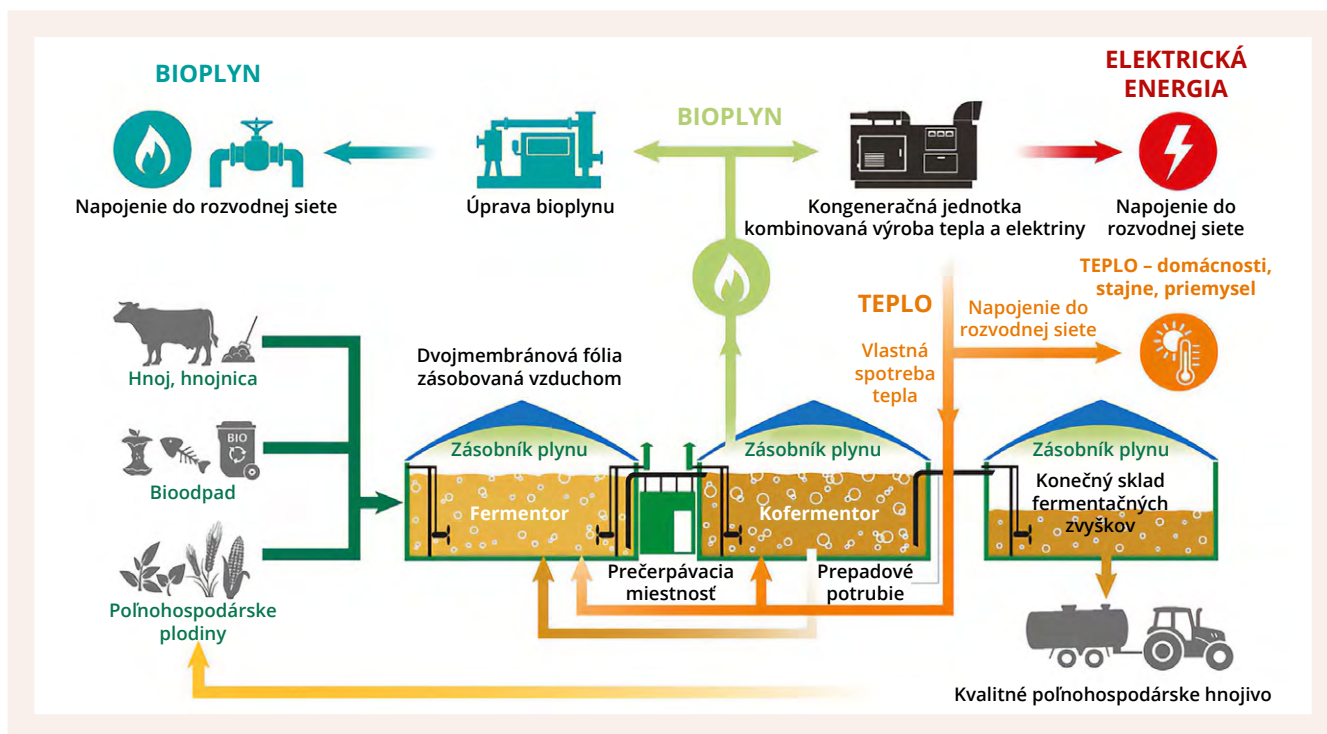 BIOPLYN
Napojenie do rozvodnej siete
Úprava bioplynu
BIOPLYN
Kongeneračná jednotka
kombinovaná výroba tepla a elektriny
ELEKTRICKÁ
ENERGIA
Napojenie do
rozvodnej siete
TEPLO – domácnosti,
stajne, priemysel
TEPLO
Napojenie do
rozvodnej siete
Vlastná
spotreba
tepla
Hnoj, hnojnica
BIO
Bioodpad
Poľnohospodárske
plodiny
Dvojmembránová fólia
zásobovaná vzduchom
Zásobník plynu
Fermentor
Zásobník plynu
Kofermentor
Zásobník plynu
Konečný sklad
fermentačných
zvyškov
Prečerpávacia
miestnosť
Prepadové
potrubie
Kvalitné poľnohospodárske hnojivo